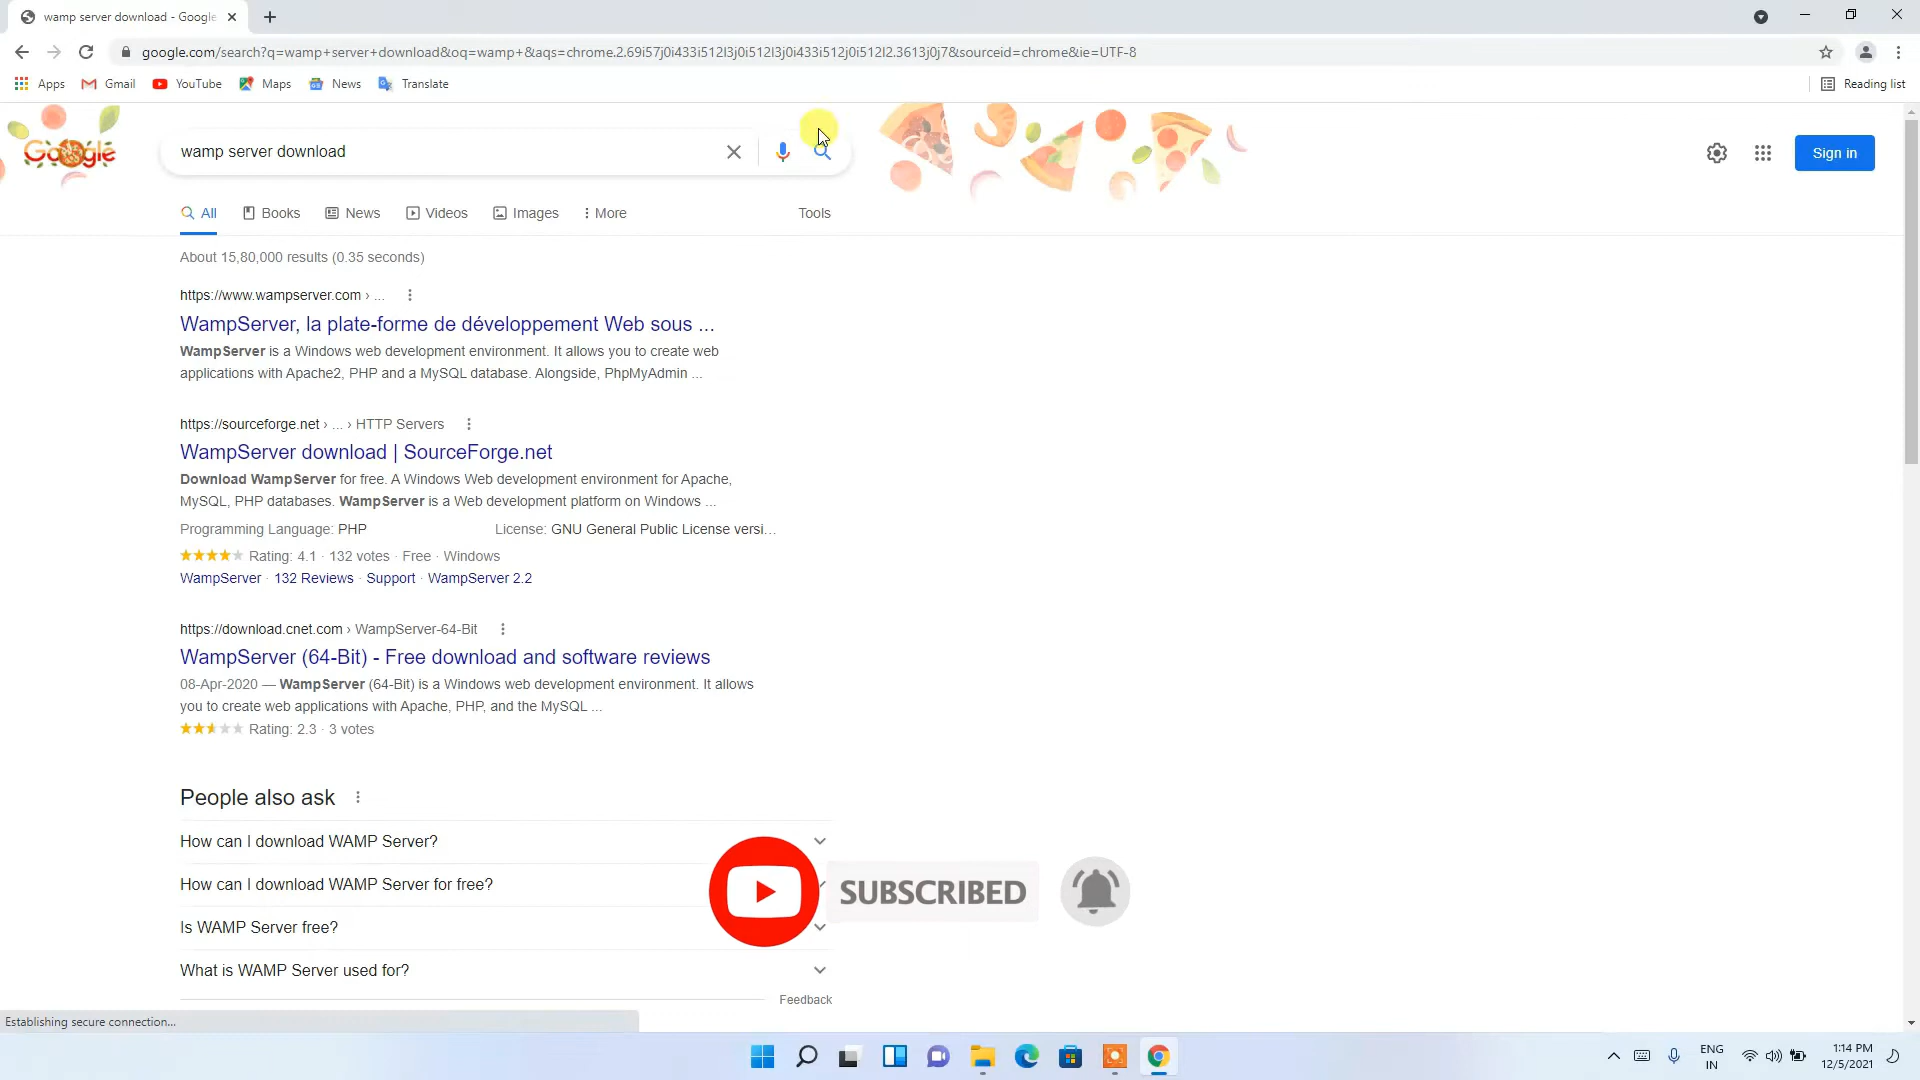 wamp server download - Google
google.com/search?q=wamp+server+download&oq=wamp+&aqs=chrome.2.69i57j0i433i512l3j0i512l3j0i433i512j0i512l2.3613j0j7&sourceid=chrome&ie=UTF-8
Apps Gmail YouTube Maps News Translate Reading list
Google wamp server download Sign in
All Books News Videos Images More Tools
About 15,80,000 results (0.35 seconds)
https://www.wampserver.com › ...
WampServer, la plate-forme de développement Web sous ...
WampServer is a Windows web development environment. It allows you to create web
applications with Apache2, PHP and a MySQL database. Alongside, PhpMyAdmin ...
https://sourceforge.net › ... › HTTP Servers
WampServer download | SourceForge.net
Download WampServer for free. A Windows Web development environment for Apache,
MySQL, PHP databases. WampServer is a Web development platform on Windows ...
Programming Language: PHP License: GNU General Public License versi...
Rating: 4.1 · 132 votes · Free · Windows
WampServer · 132 Reviews · Support · WampServer 2.2
https://download.cnet.com › WampServer-64-Bit
WampServer (64-Bit) - Free download and software reviews
08-Apr-2020 — WampServer (64-Bit) is a Windows web development environment. It allows
you to create web applications with Apache, PHP, and the MySQL ...
Rating: 2.3 · 3 votes
People also ask
How can I download WAMP Server?
How can I download WAMP Server for free?
SUBSCRIBED
Is WAMP Server free?
What is WAMP Server used for?
Feedback
Establishing secure connection...
ENG
IN
1:14 PM
12/5/2021